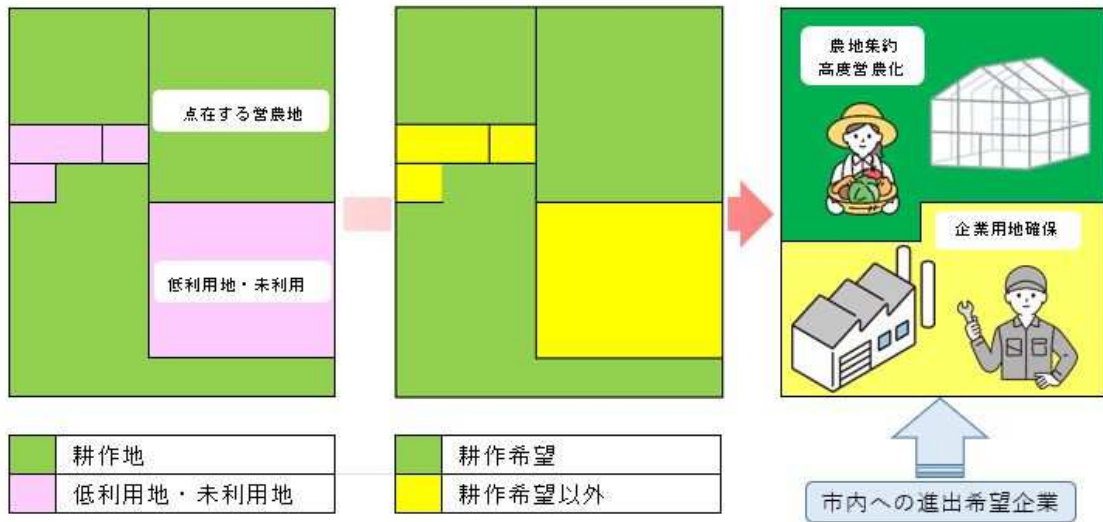 点在する営農地
低利用地・未利用
耕作地
低利用地・未利用地
耕作希望
耕作希望以外
農地集約
高度営農化
企業用地確保
市内への進出希望企業